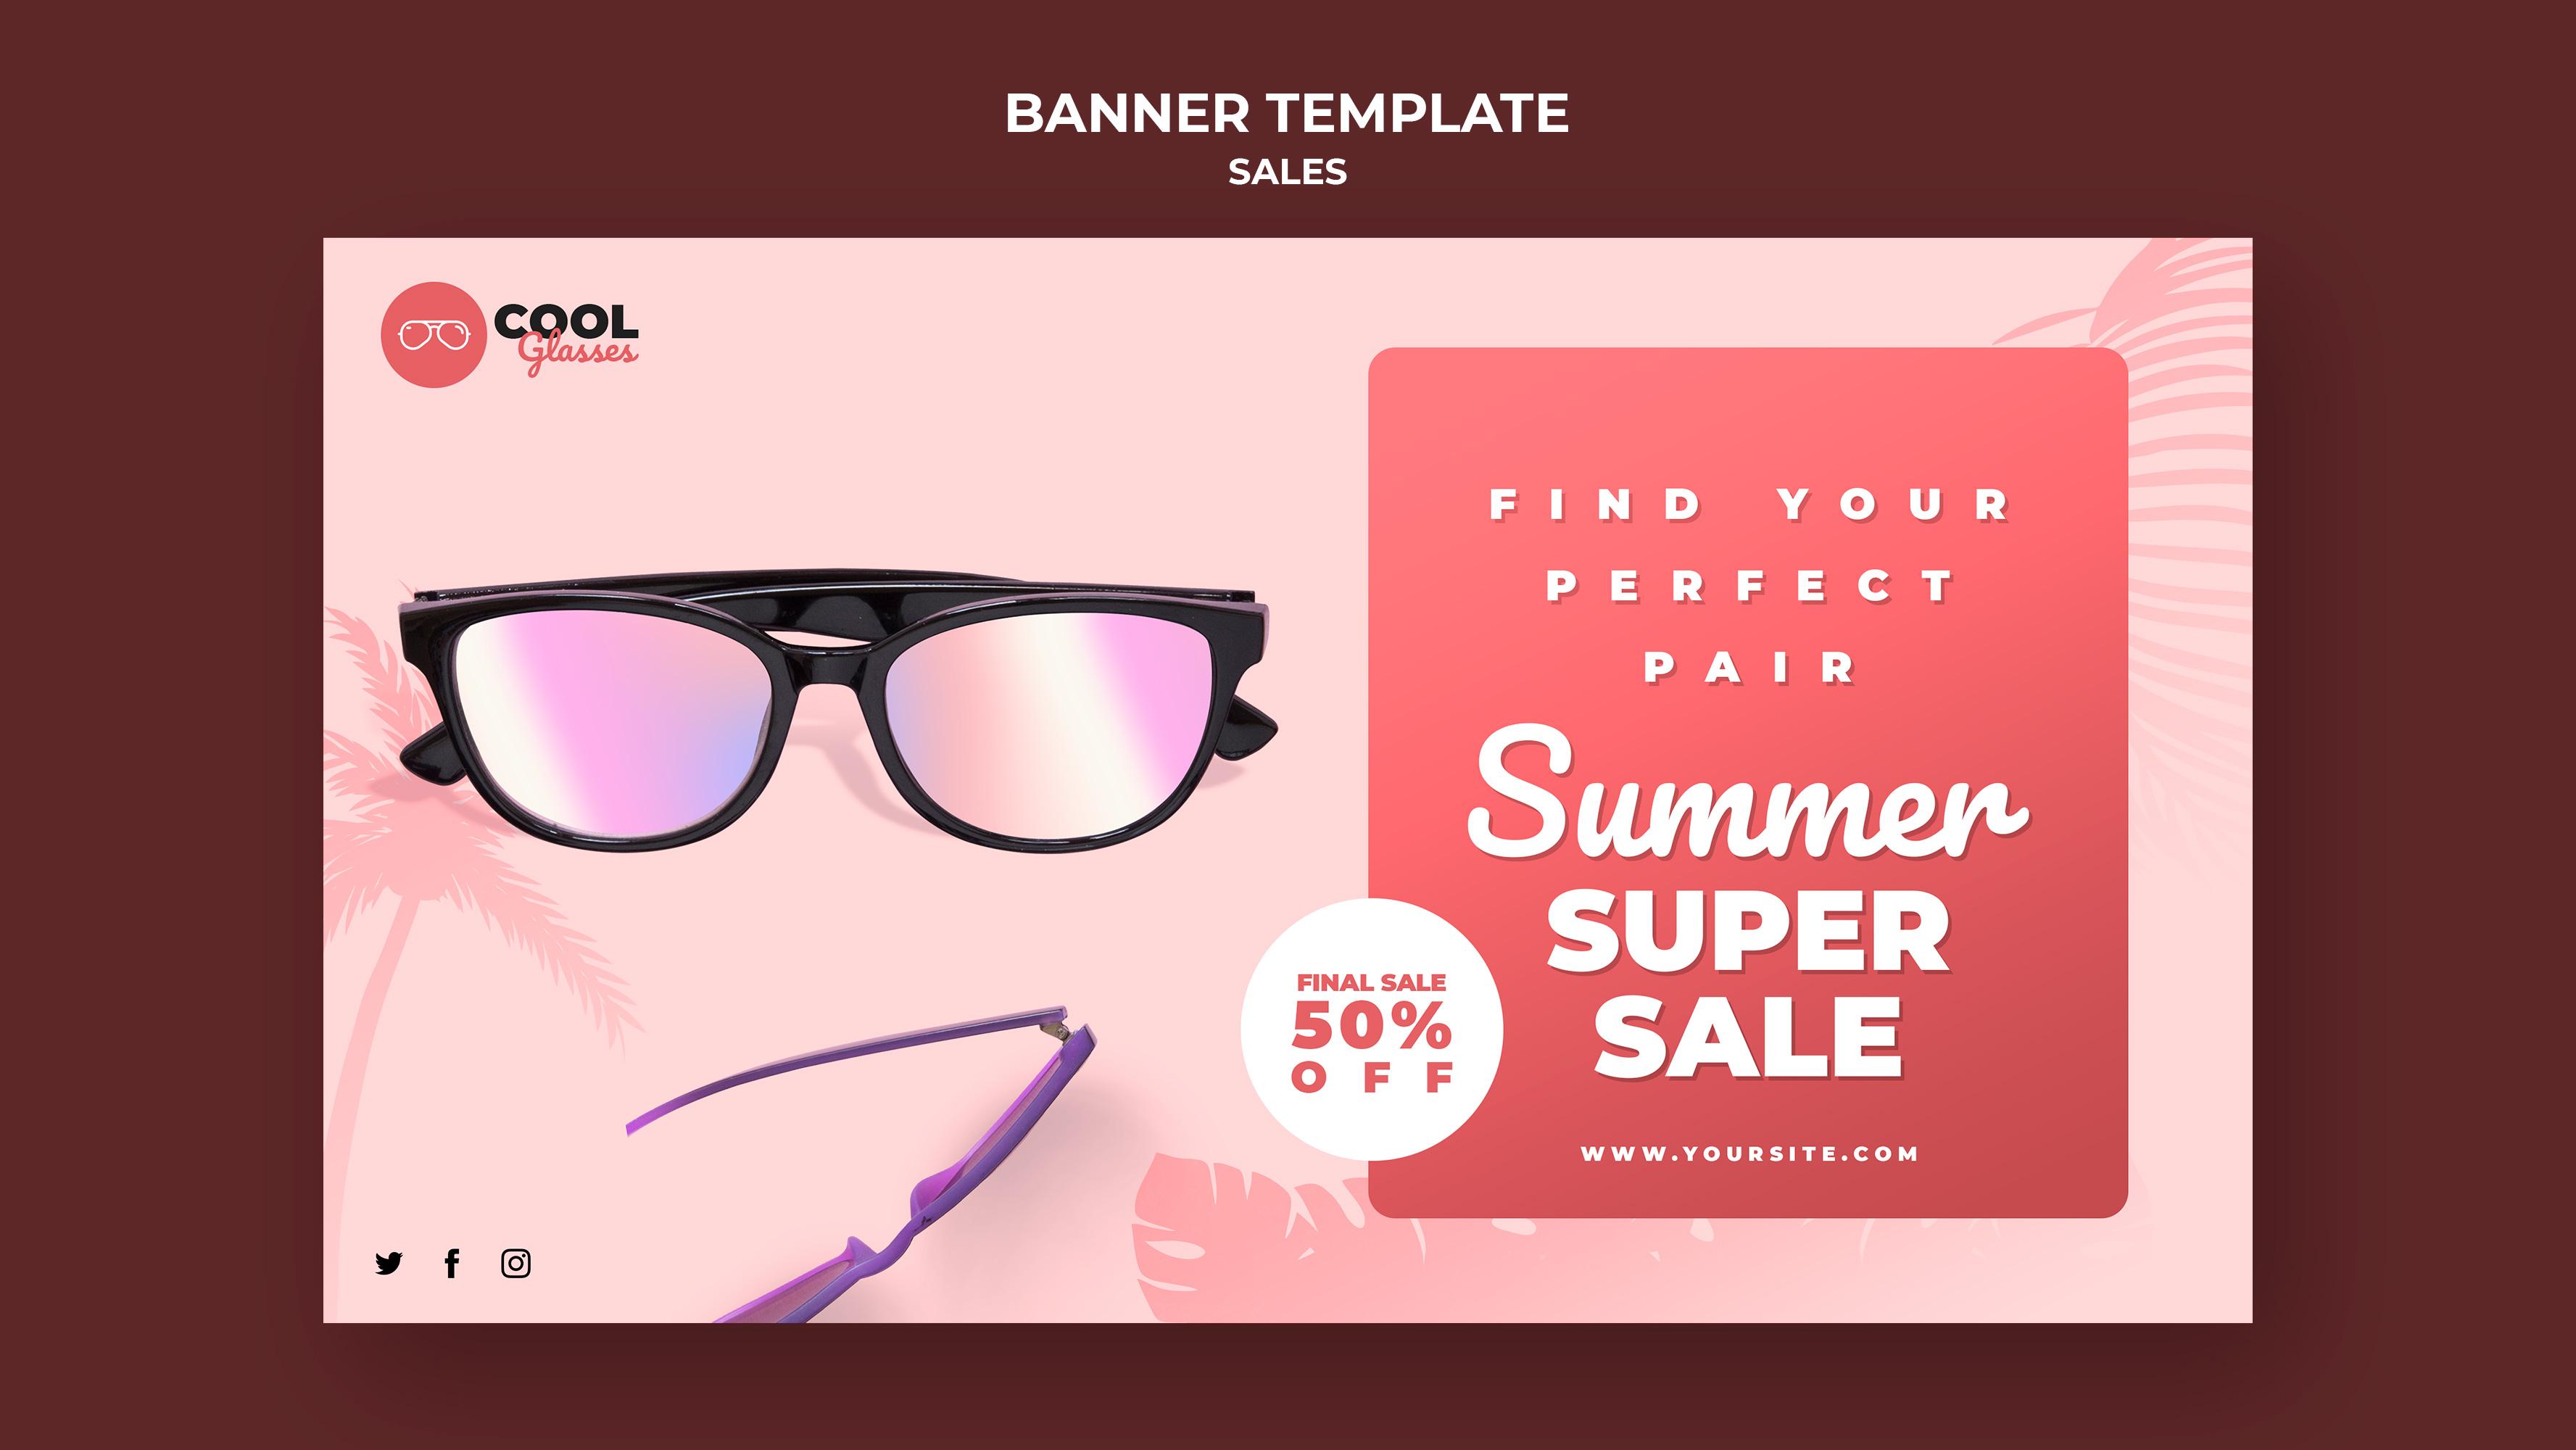 BANNER TEMPLATE
SALES
COOL
Glasses
FIND YOUR
PERFECT
PAIR
Summer
SUPER
SALE
FINAL SALE
50%
OFF
WWW.YOURSITE.COM